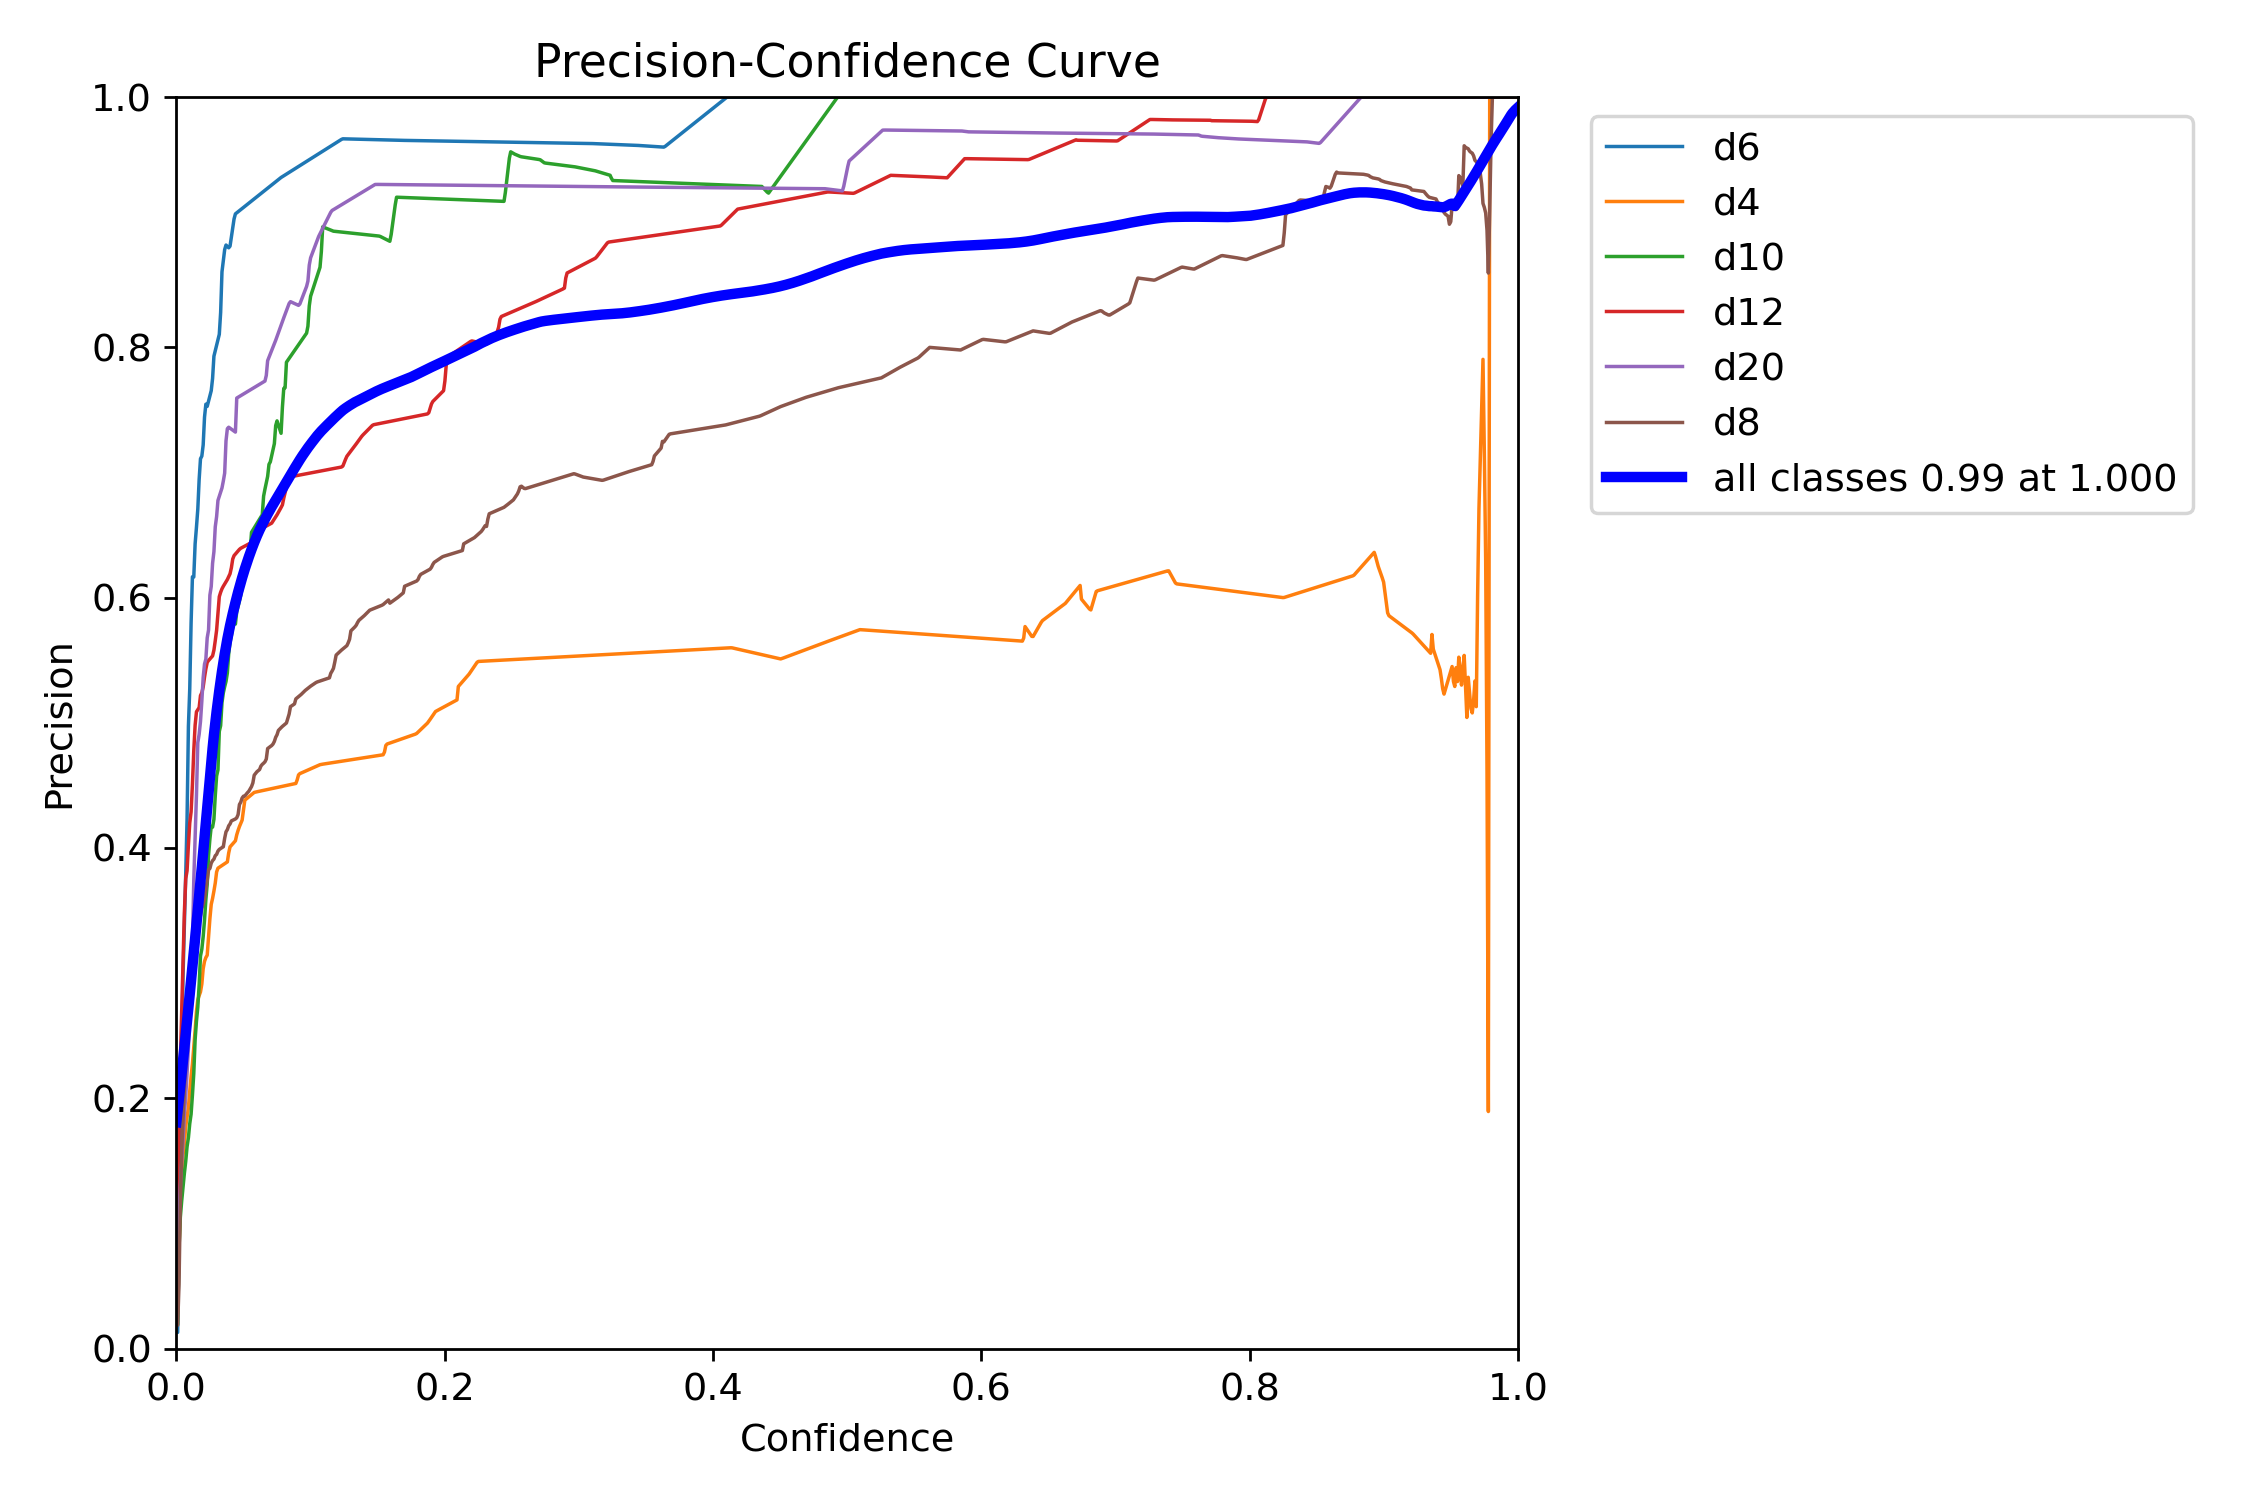 Precision-Confidence Curve
1.0
0.8
0.6
0.4
0.2
0.0
Precision
0.0 0.2 0.4 0.6 0.8 1.0
Confidence
d6
d4
d10
d12
d20
d8
all classes 0.99 at 1.000